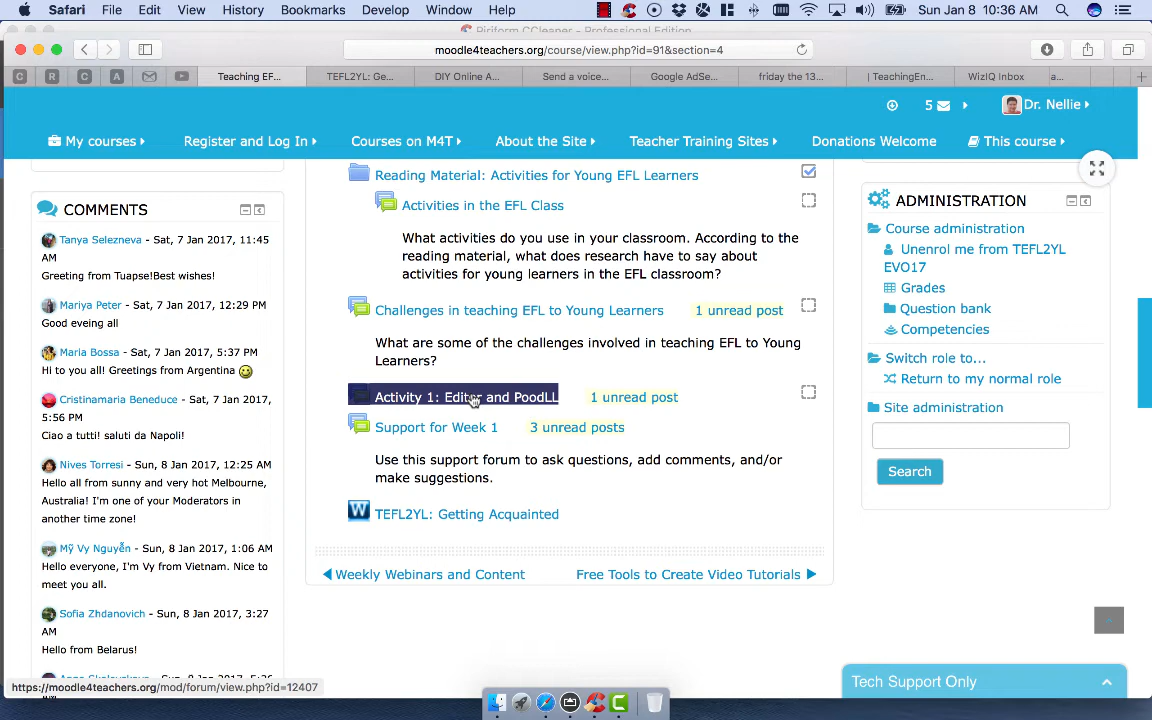 Safari File Edit View History Bookmarks Develop Window Help Sun Jan 8 10:36 AM
Piriform CCleaner - Professional Edition
moodle4teachers.org/course/view.php?id=91&section=4
C R C A Teaching EF... TEFL2YL: Ge... DIY Online A... Send a voice... Google AdSe... friday the 13... | TeachingEn... WizIQ Inbox a...
5 Dr. Nellie
My courses Register and Log In Courses on M4T About the Site Teacher Training Sites Donations Welcome This course
COMMENTS
Tanya Selezneva - Sat, 7 Jan 2017, 11:45
AM
Greeting from Tuapse!Best wishes!
Mariya Peter - Sat, 7 Jan 2017, 12:29 PM
Good eveing all
Maria Bossa - Sat, 7 Jan 2017, 5:37 PM
Hi to you all! Greetings from Argentina
Cristinamaria Beneduce - Sat, 7 Jan 2017,
5:56 PM
Ciao a tutti! saluti da Napoli!
Nives Torresi - Sun, 8 Jan 2017, 12:25 AM
Hello all from sunny and very hot Melbourne,
Australia! I'm one of your Moderators in
another time zone!
Mỹ Vy Nguyễn - Sun, 8 Jan 2017, 1:06 AM
Hello everyone, I'm Vy from Vietnam. Nice to
meet you all.
Sofia Zhdanovich - Sun, 8 Jan 2017, 3:27
AM
Hello from Belarus!
Reading Material: Activities for Young EFL Learners
Activities in the EFL Class
What activities do you use in your classroom. According to the
reading material, what does research have to say about
activities for young learners in the EFL classroom?
Challenges in teaching EFL to Young Learners 1 unread post
What are some of the challenges involved in teaching EFL to Young
Learners?
Activity 1: Editor and PoodLL 1 unread post
Support for Week 1 3 unread posts
Use this support forum to ask questions, add comments, and/or
make suggestions.
W TEFL2YL: Getting Acquainted
Weekly Webinars and Content Free Tools to Create Video Tutorials
ADMINISTRATION
Course administration
Unenrol me from TEFL2YL
EVO17
Grades
Question bank
Competencies
Switch role to...
Return to my normal role
Site administration
Search
Tech Support Only
https://moodle4teachers.org/mod/forum/view.php?id=12407